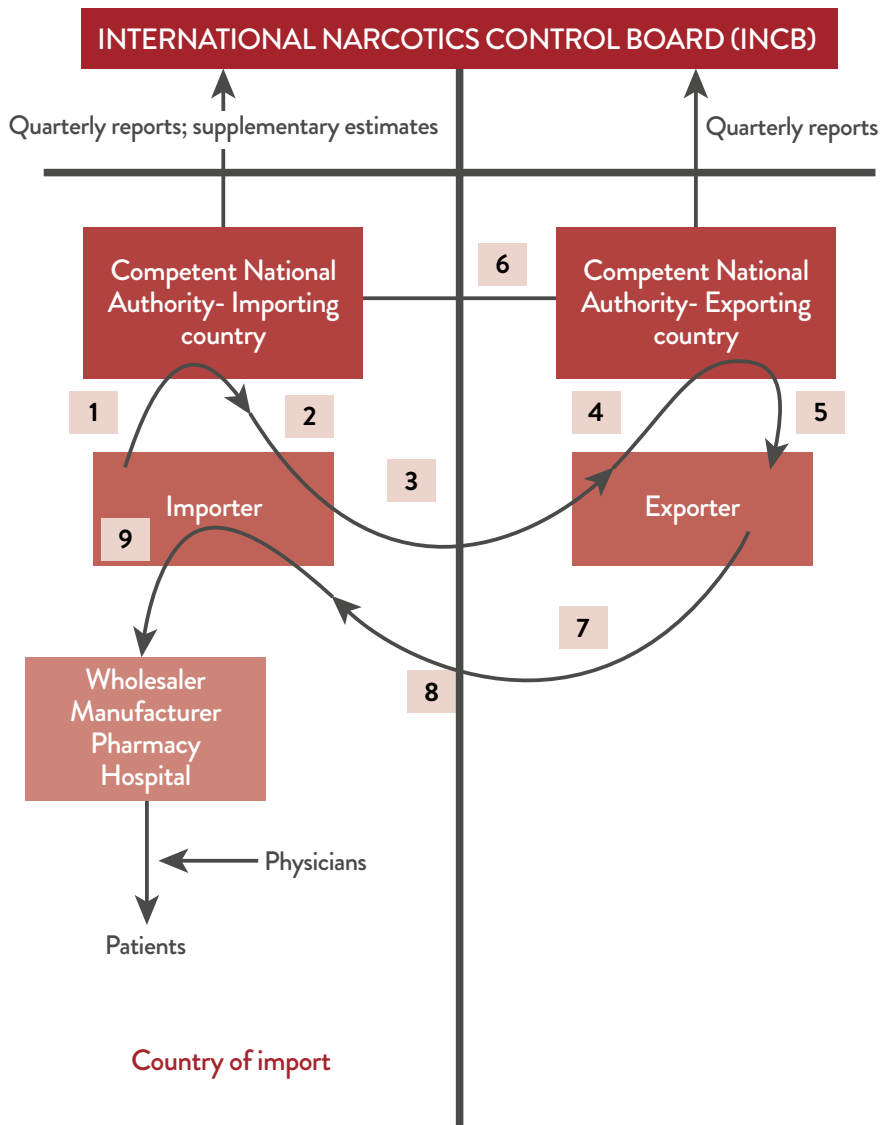 INTERNATIONAL NARCOTICS CONTROL BOARD (INCB)
Quarterly reports; supplementary estimates
Quarterly reports
Competent National
Authority- Importing
country
6
Competent National
Authority- Exporting
country
1
2
4
5
3
Importer
Exporter
9
7
8
Wholesaler
Manufacturer
Pharmacy
Hospital
Physicians
Patients
Country of import